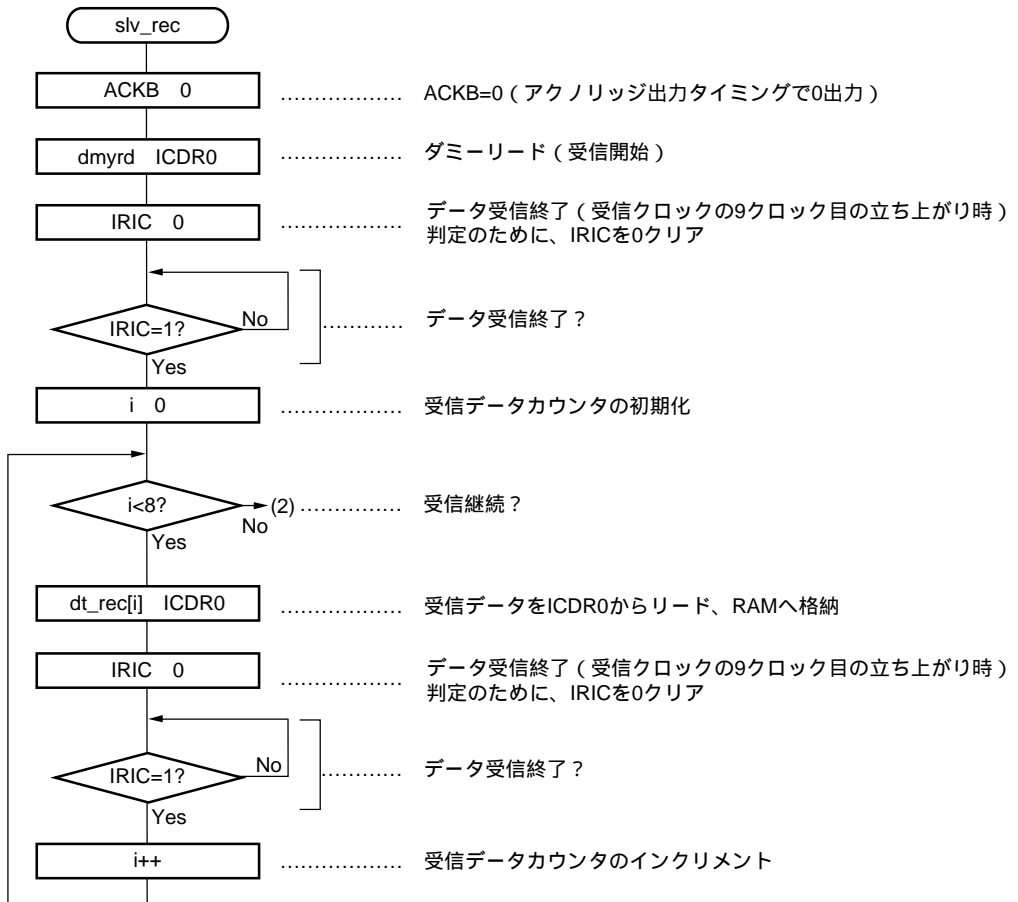 slv_rec
ACKB 0 .................. ACKB=0（アクノリッジ出力タイミングで0出力）
dmyrd ICDR0 .................. ダミーリード（受信開始）
IRIC 0 .................. データ受信終了（受信クロックの9クロック目の立ち上がり時）
判定のために、IRICを0クリア
IRIC=1? No ............ データ受信終了？
Yes
i 0 .................. 受信データカウンタの初期化
i<8? (2) ............... 受信継続？
No
Yes
dt_rec[i] ICDR0 .................. 受信データをICDR0からリード、RAMへ格納
IRIC 0 .................. データ受信終了（受信クロックの9クロック目の立ち上がり時）
判定のために、IRICを0クリア
IRIC=1? No ............ データ受信終了？
Yes
i++ .................. 受信データカウンタのインクリメント